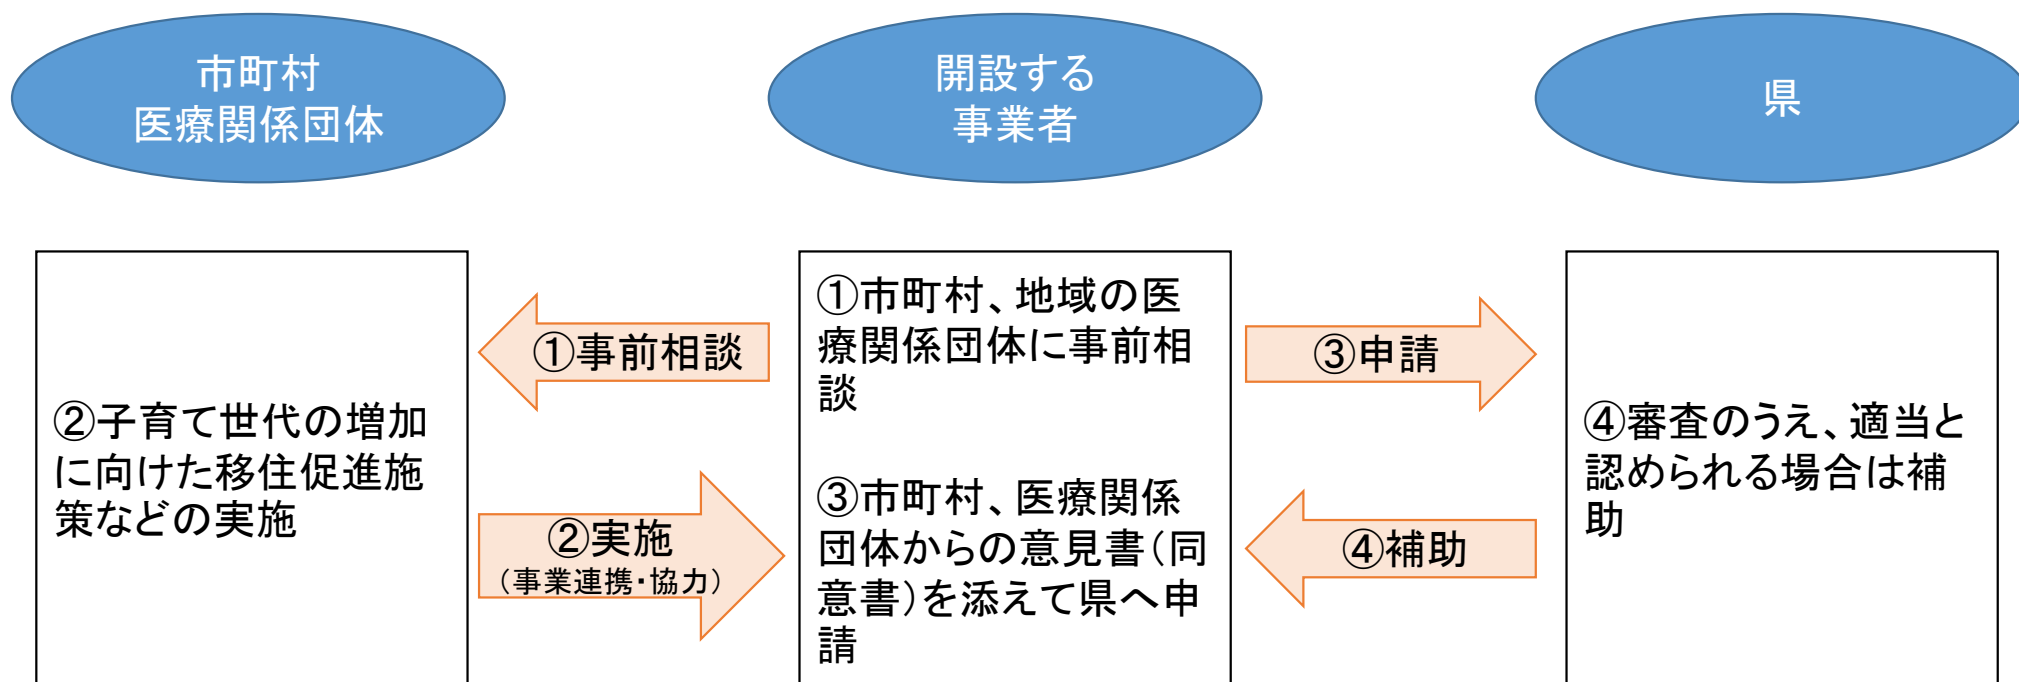 市町村
医療関係団体
開設する
事業者
県
②子育て世代の増加
に向けた移住促進施
策などの実施
①事前相談
②実施
（事業連携・協力）
①市町村、地域の医
療関係団体に事前相
談
③市町村、医療関係
団体からの意見書（同
意書）を添えて県へ申
請
③申請
④補助
④審査のうえ、適当と
認められる場合は補
助